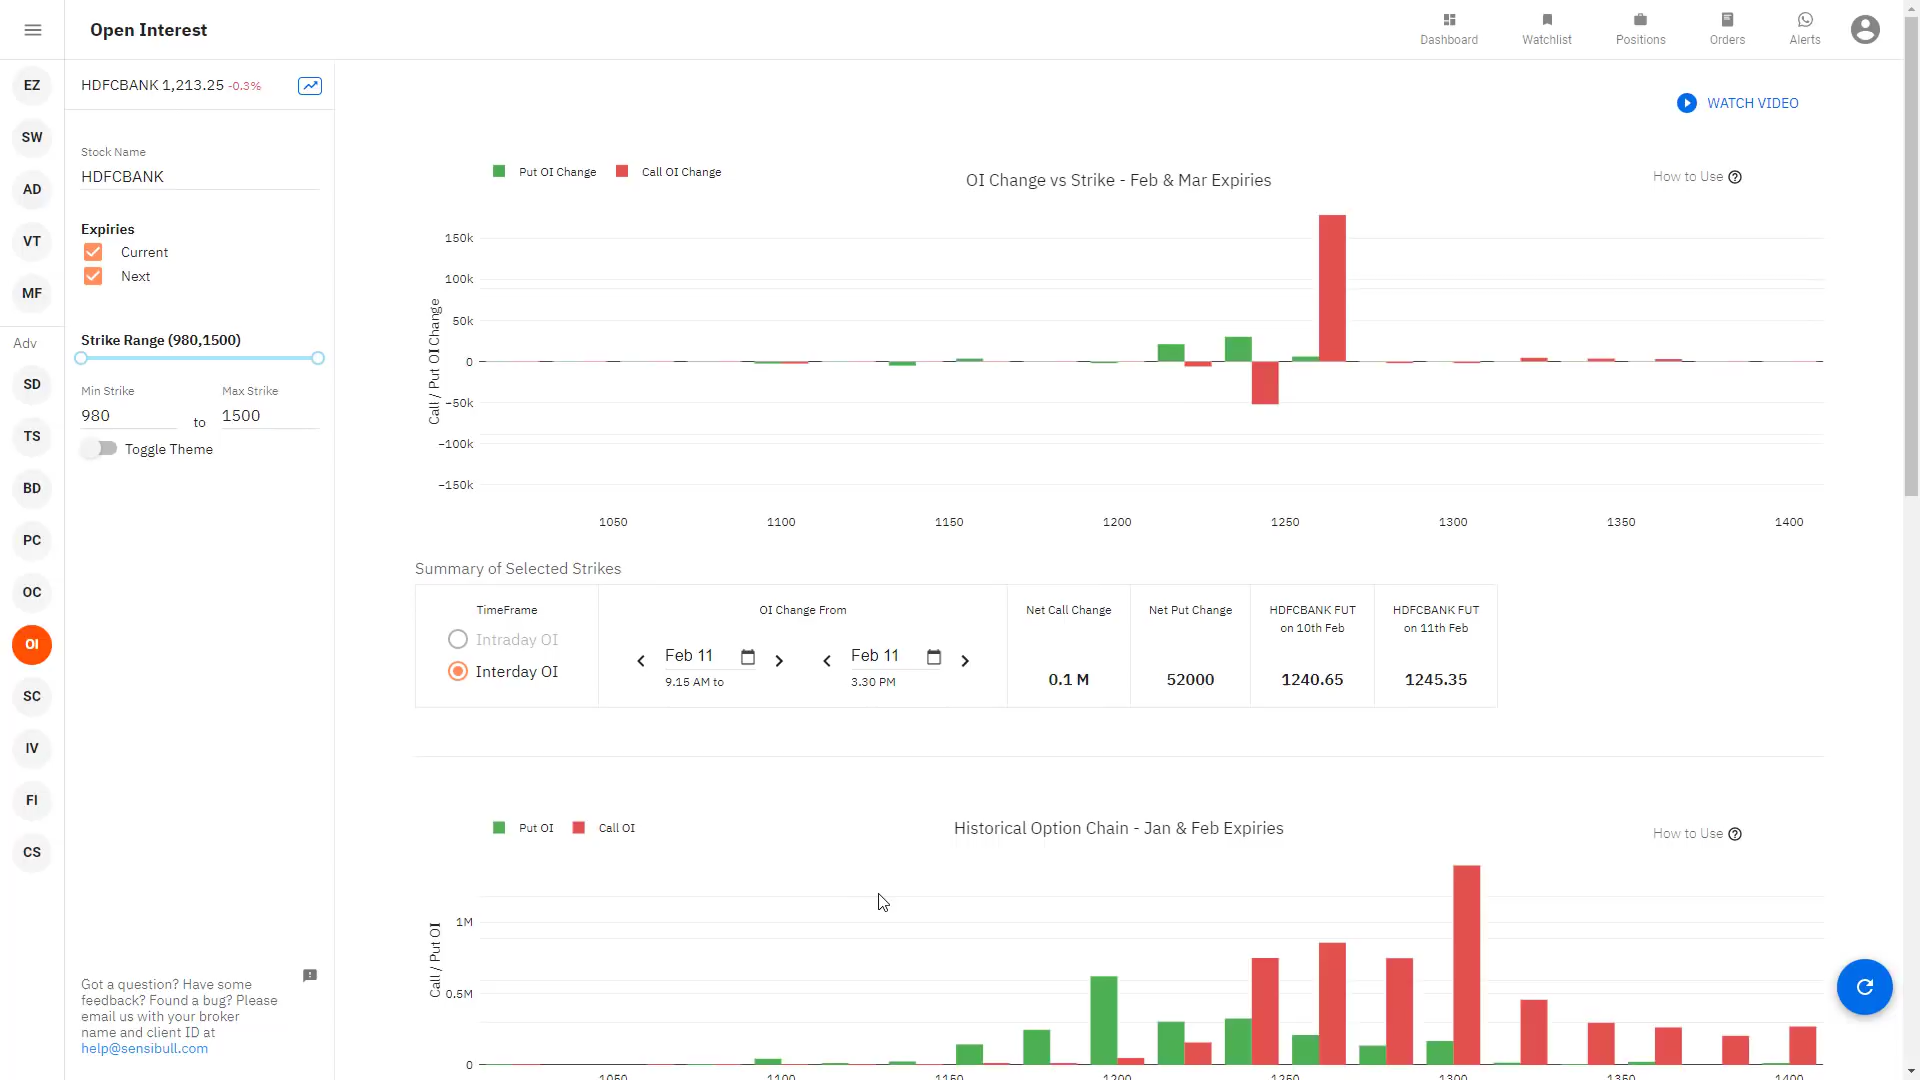 Open Interest
Dashboard
Watchlist
Positions
Orders
Alerts
EZ
SW
AD
VT
MF
Adv
SD
TS
BD
PC
OC
OI
SC
IV
FI
CS
HDFCBANK 1,213.25 -0.3%
Stock Name
HDFCBANK
Expiries
Current
Next
Strike Range (980,1500)
Min Strike
Max Strike
980
to
1500
Toggle Theme
Got a question? Have some
feedback? Found a bug? Please
email us with your broker
name and client ID at
help@sensibull.com
WATCH VIDEO
Put OI Change
Call OI Change
OI Change vs Strike - Feb & Mar Expiries
How to Use
Call / Put OI Change
150k
100k
50k
0
−50k
−100k
−150k
1050
1100
1150
1200
1250
1300
1350
1400
Summary of Selected Strikes
TimeFrame
Intraday OI
Interday OI
OI Change From
Feb 11
9.15 AM to
Feb 11
3.30 PM
Net Call Change
0.1 M
Net Put Change
52000
HDFCBANK FUT
on 10th Feb
1240.65
HDFCBANK FUT
on 11th Feb
1245.35
Put OI
Call OI
Historical Option Chain - Jan & Feb Expiries
How to Use
Call / Put OI
1M
0.5M
0
1050
1100
1150
1200
1250
1300
1350
1400